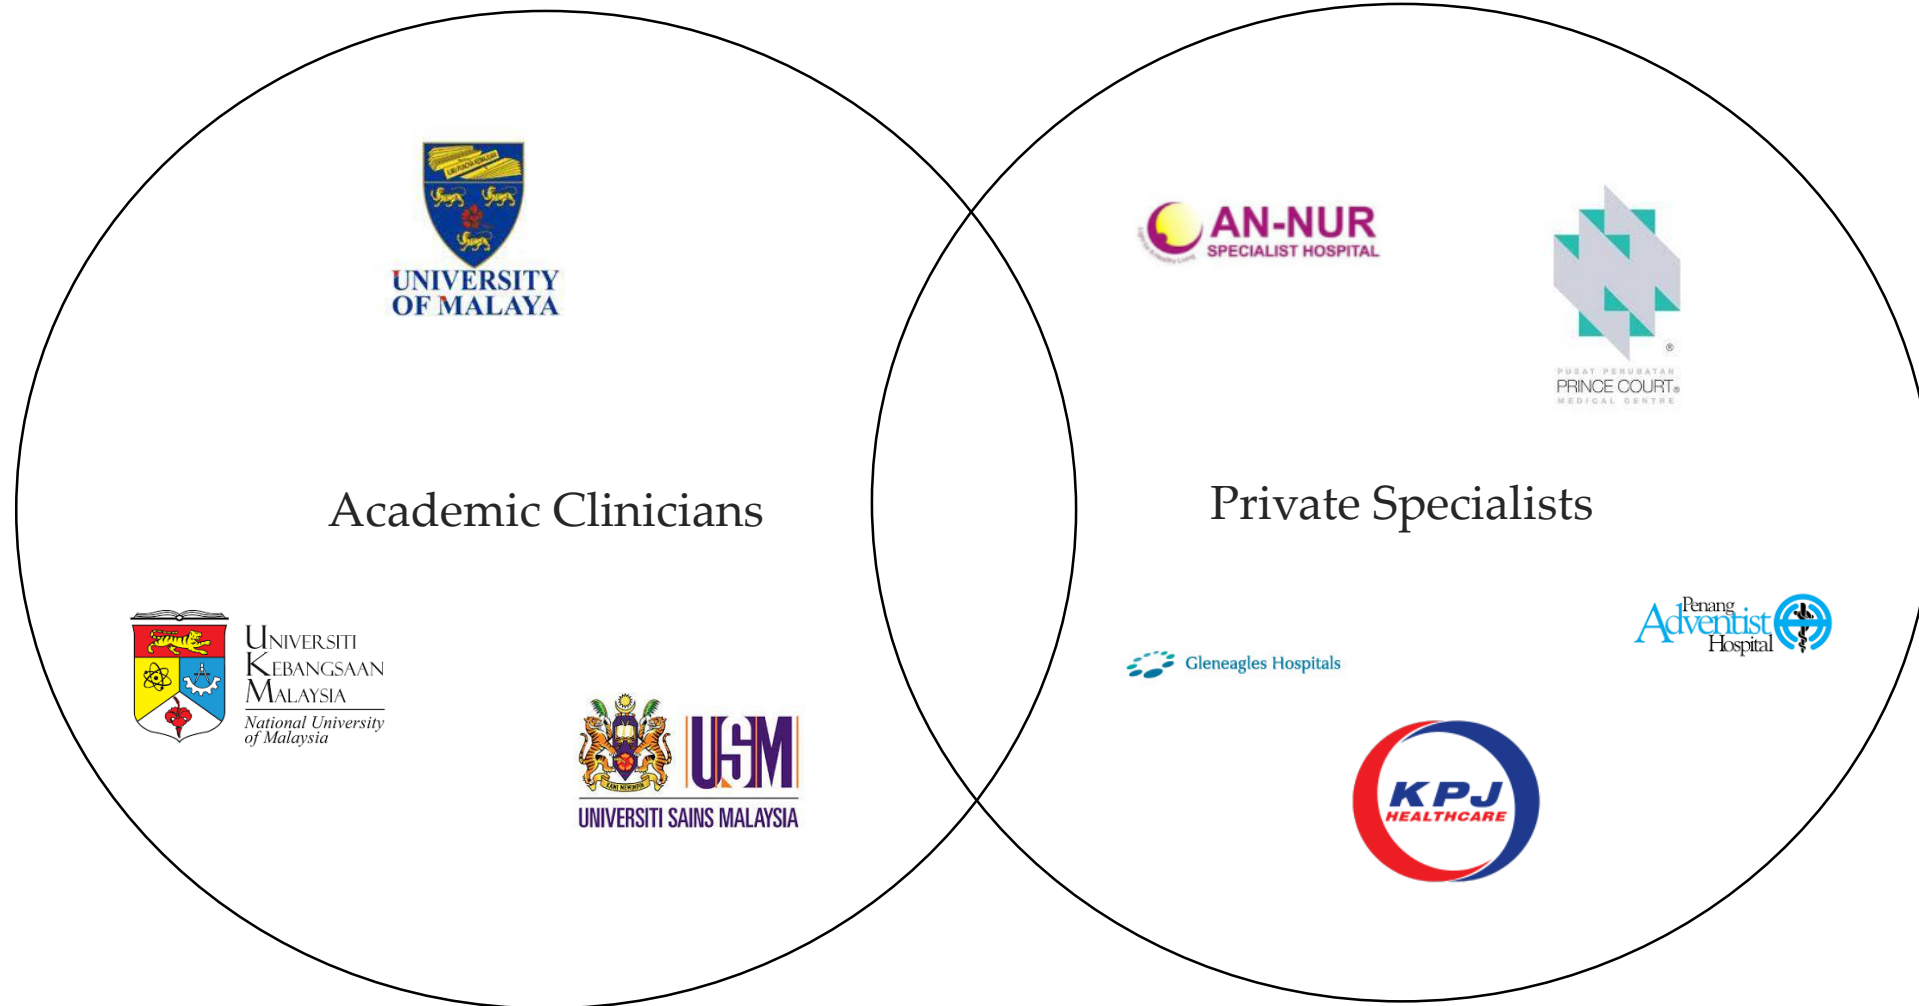 UNIVERSITY
OF MALAYA
Academic Clinicians
UNIVERSITI
KEBANGSAAN
MALAYSIA
National University
of Malaysia
USM
UNIVERSITI SAINS MALAYSIA
AN-NUR
SPECIALIST HOSPITAL
PUSAT PERUBATAN
PRINCE COURT®
MEDICAL CENTRE
Private Specialists
Gleneagles Hospitals
Penang
Adventist
Hospital
KPJ
HEALTHCARE